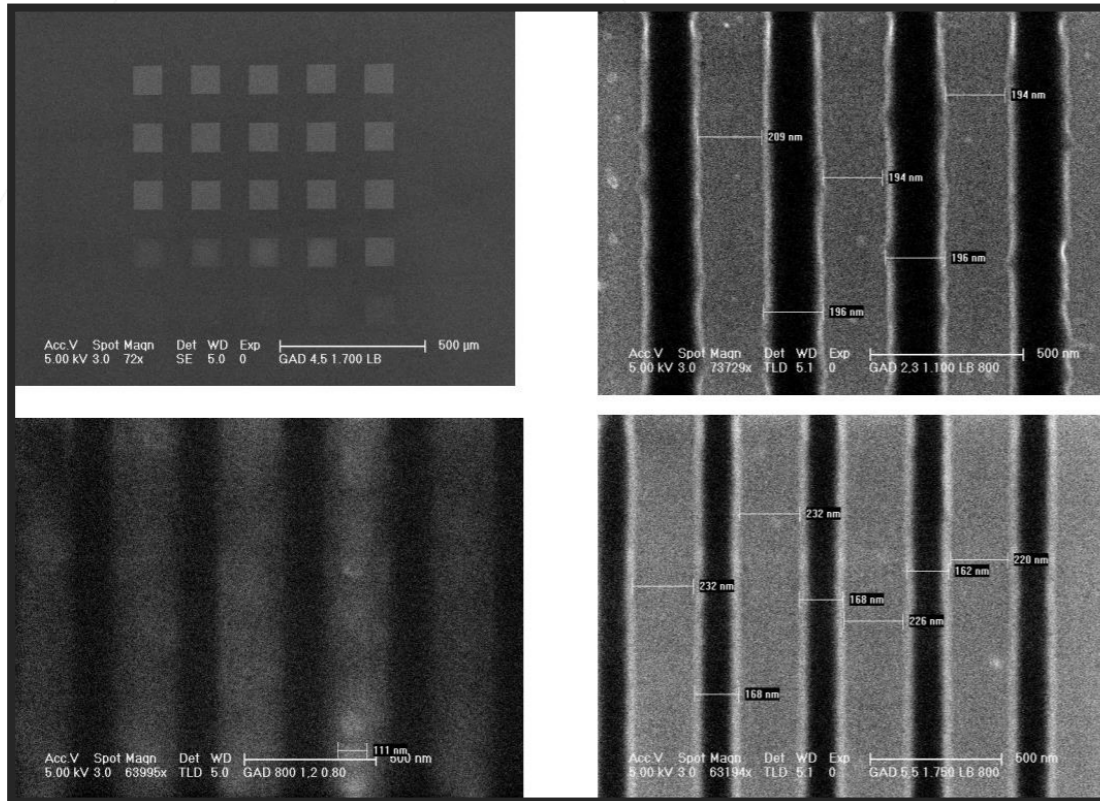 Acc.V Spot Magn Det WD Exp 500 µm
5.00 kV 3.0 72x SE 5.0 0 GAD 4,5 1.700 LB
194 nm
209 nm
194 nm
196 nm
196 nm
Acc.V Spot Magn Det WD Exp 500 nm
5.00 kV 3.0 73729x TLD 5.1 0 GAD 2,3 1.100 LB 800
111 nm
Acc.V Spot Magn Det WD 500 nm
5.00 kV 3.0 63995x TLD 5.0 GAD 800 1,2 0.80
232 nm
220 nm
162 nm
232 nm
168 nm
226 nm
168 nm
Acc.V Spot Magn Det WD Exp 500 nm
5.00 kV 3.0 63194x TLD 5.1 0 GAD 5,5 1.750 LB 800